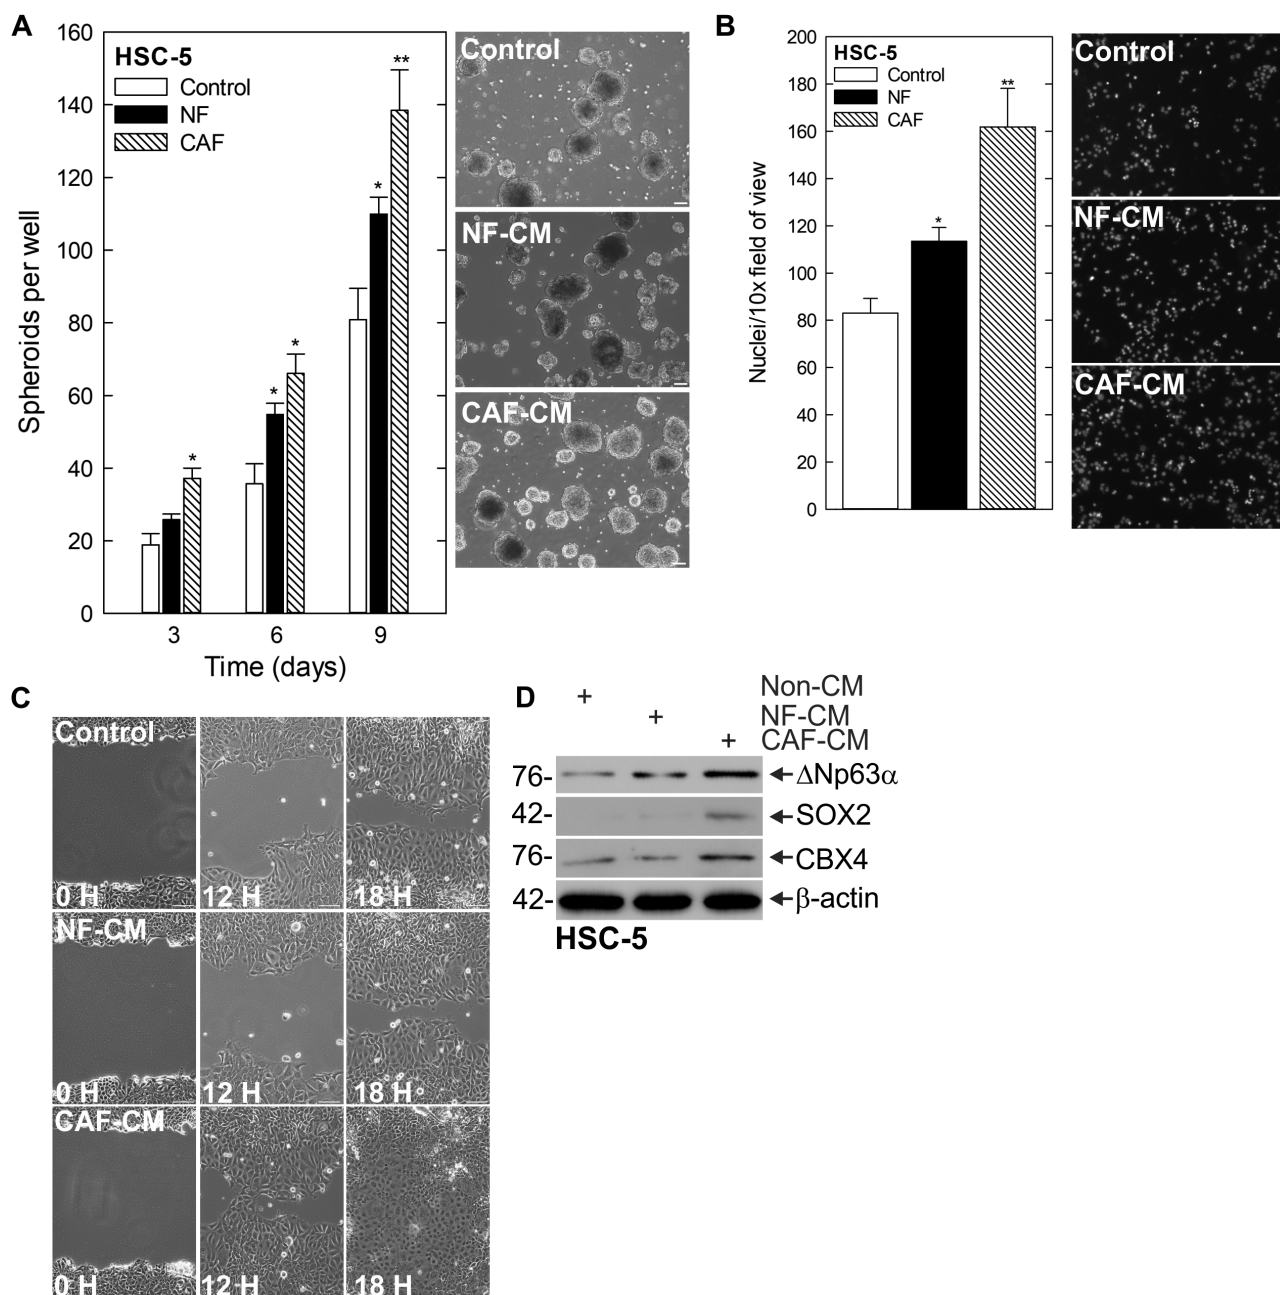 A
160
140
120
100
80
60
40
20
0
Spheroids per well
HSC-5
Control
NF
CAF
*
*
*
*
**
*
3
6
9
Time (days)
Control
NF-CM
CAF-CM
B
200
180
160
140
120
100
80
60
40
20
0
Nuclei/10x field of view
HSC-5
Control
NF
CAF
*
**
Control
NF-CM
CAF-CM
C
Control
0 H
12 H
18 H
NF-CM
0 H
12 H
18 H
CAF-CM
0 H
12 H
18 H
D
+ Non-CM
+ NF-CM
+ CAF-CM
76- ΔNp63α
42- SOX2
76- CBX4
42- β-actin
HSC-5